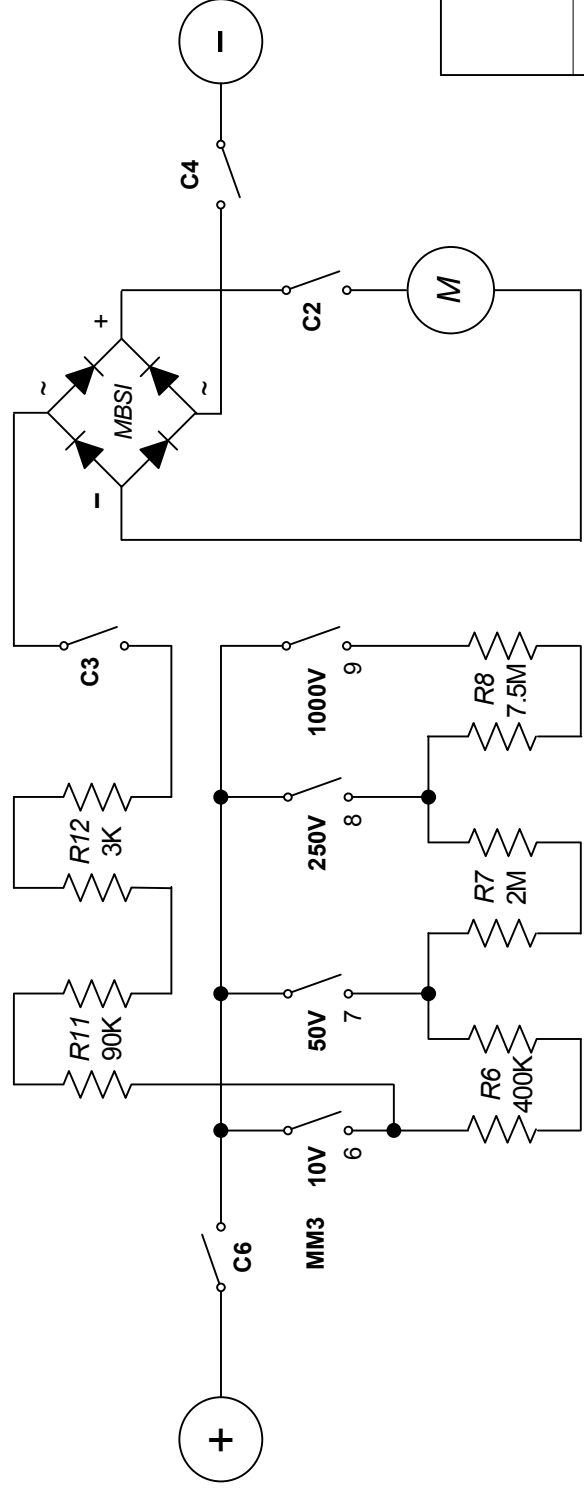 R11
90K
R12
3K
C3
~
–
+
MBSI
~
C4
+
–
C6
MM3
10V
6
50V
7
250V
8
1000V
9
C2
M
R6
400K
R7
2M
R8
7.5M